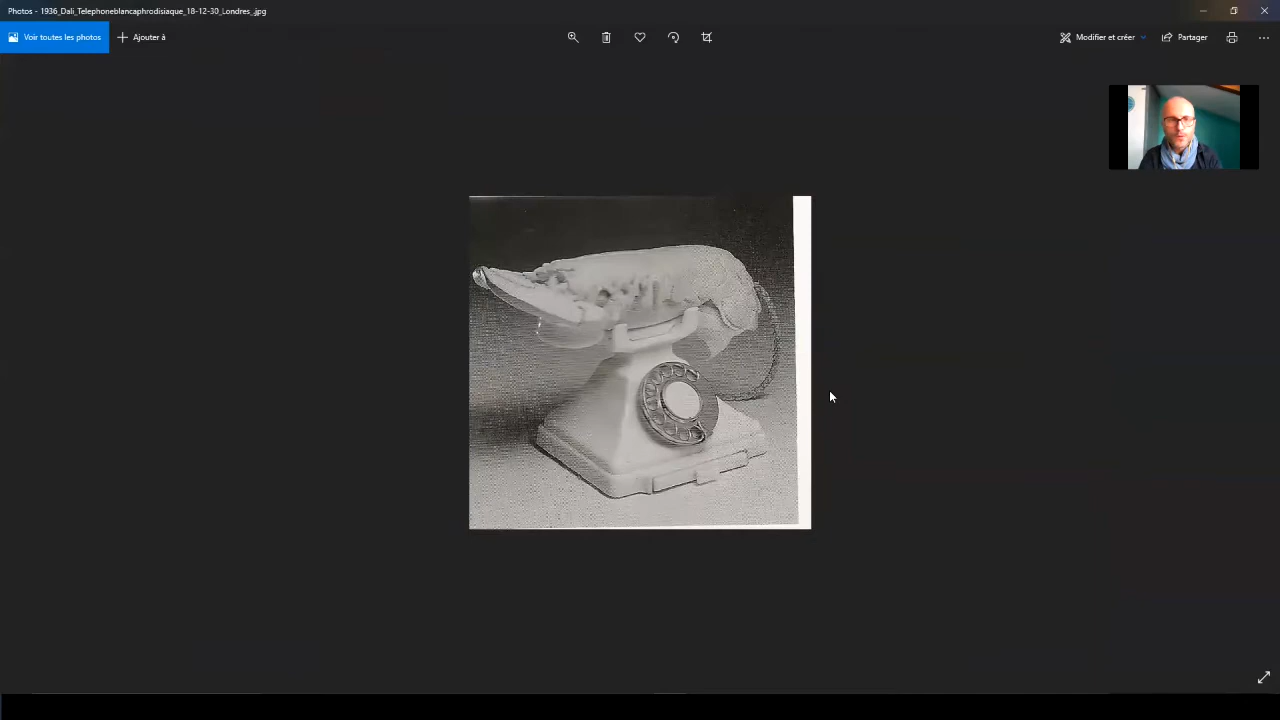 Photos - 1936_Dali_Telephoneblancaphrodisiaque_18-12-30_Londres_.jpg
Voir toutes les photos
Ajouter à
Modifier et créer
Partager